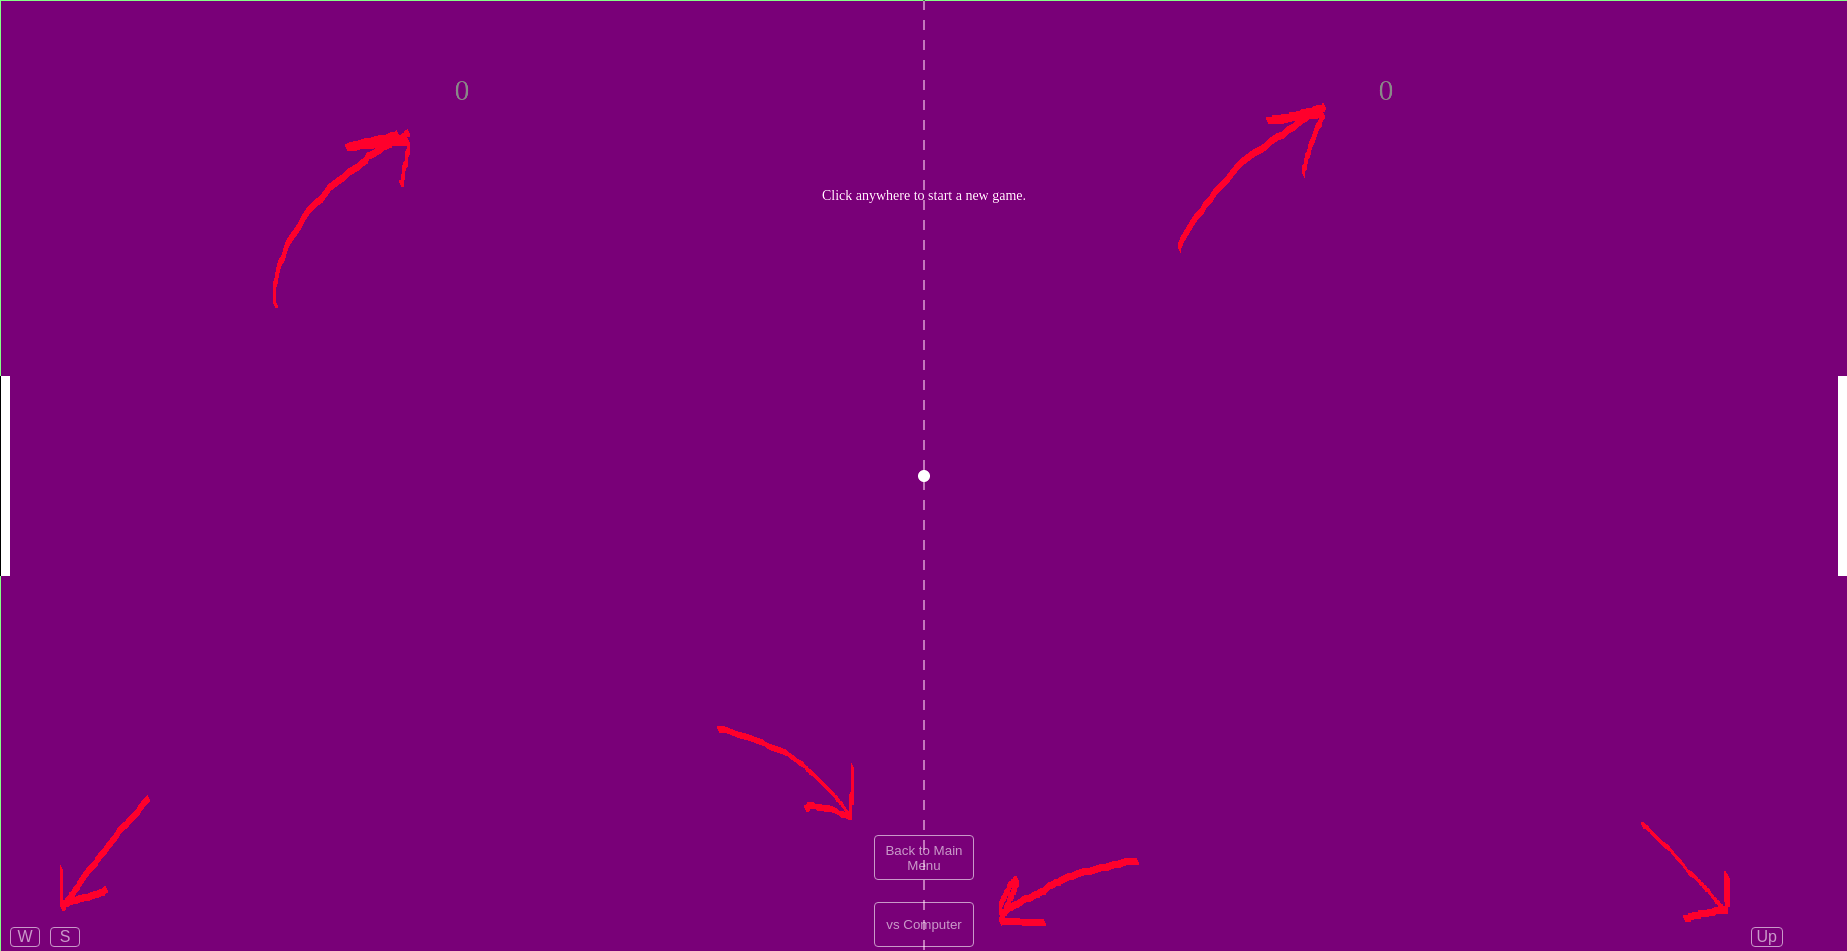 0 0
Click anywhere to start a new game.
Back to Main
Menu
vs Computer
W S Up